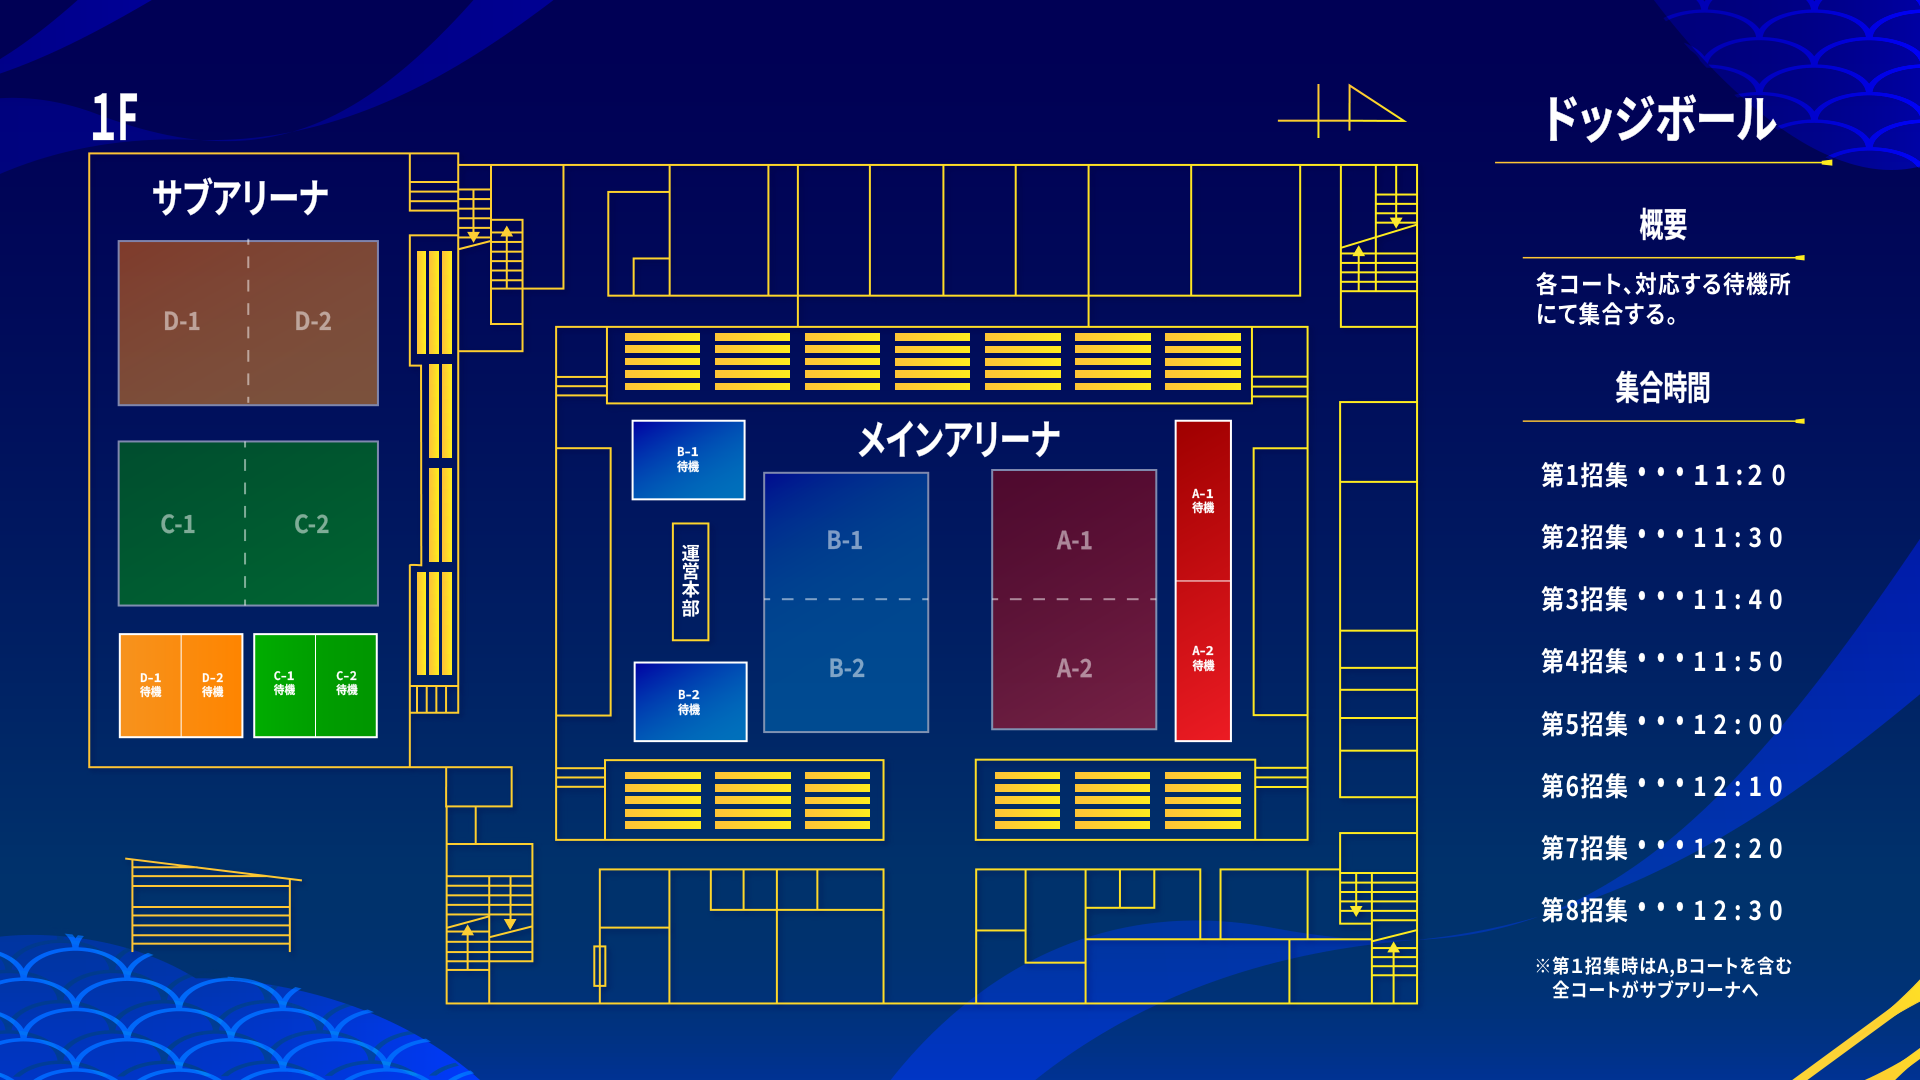 1F
サブアリーナ
D-1
D-2
C-1
C-2
D-1
待機
D-2
待機
C-1
待機
C-2
待機
メインアリーナ
B-1
待機
運営本部
B-2
待機
B-1
B-2
A-1
A-2
A-1
待機
A-2
待機
ドッジボール
概要
各コート、対応する待機所
にて集合する。
集合時間
第1招集・・・11:20
第2招集・・・11:30
第3招集・・・11:40
第4招集・・・11:50
第5招集・・・12:00
第6招集・・・12:10
第7招集・・・12:20
第8招集・・・12:30
※第1招集時はA,Bコートを含む
全コートがサブアリーナへ